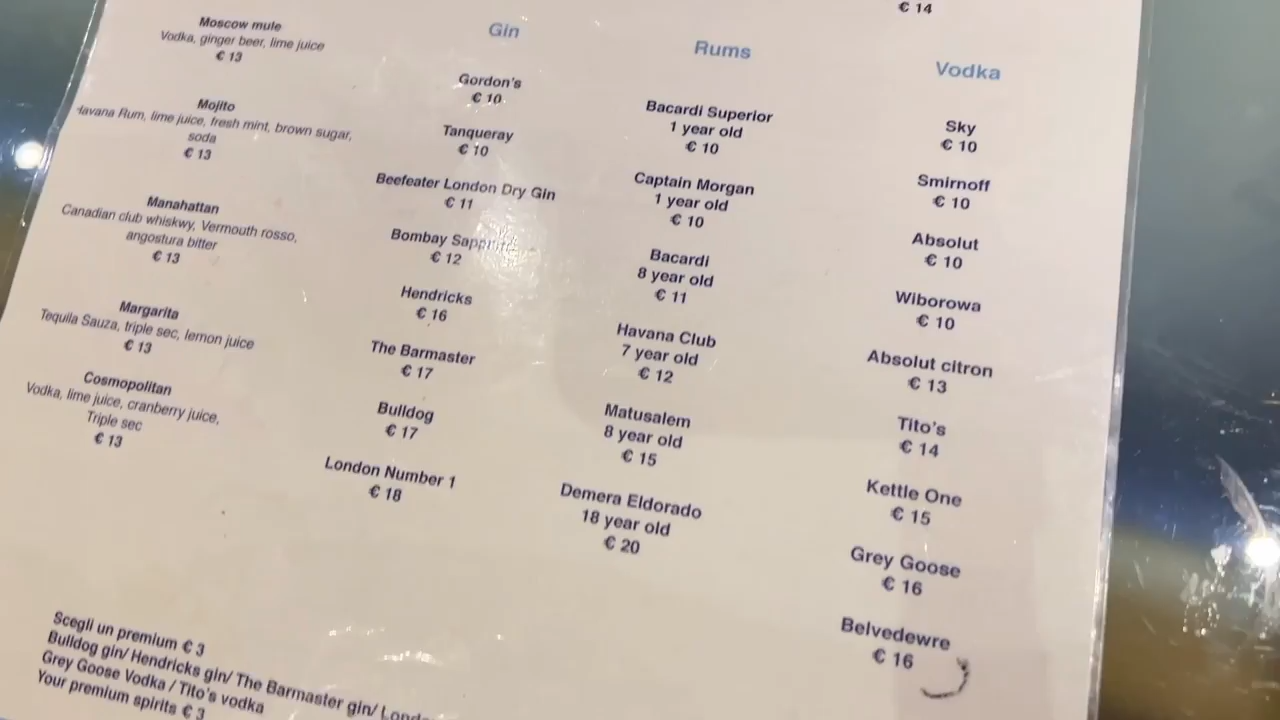 Moscow mule
Vodka, ginger beer, lime juice
€ 13
Mojito
Havana Rum, lime juice, fresh mint, brown sugar,
soda
€ 13
Manahattan
Canadian club whiskwy, Vermouth rosso,
angostura bitter
€ 13
Margarita
Tequila Sauza, triple sec, lemon juice
€ 13
Cosmopolitan
Vodka, lime juice, cranberry juice,
Triple sec
€ 13
Gin
Gordon's
€ 10
Tanqueray
€ 10
Beefeater London Dry Gin
€ 11
Bombay Sapphire
€ 12
Hendricks
€ 16
The Barmaster
€ 17
Bulldog
€ 17
London Number 1
€ 18
Rums
Bacardi Superior
1 year old
€ 10
Captain Morgan
1 year old
€ 10
Bacardi
8 year old
€ 11
Havana Club
7 year old
€ 12
Matusalem
8 year old
€ 15
Demera Eldorado
18 year old
€ 20
€ 14
Vodka
Sky
€ 10
Smirnoff
€ 10
Absolut
€ 10
Wiborowa
€ 10
Absolut citron
€ 13
Tito's
€ 14
Kettle One
€ 15
Grey Goose
€ 16
Belvedewre
€ 16
Scegli un premium € 3
Bulldog gin/ Hendricks gin/ The Barmaster gin/
Grey Goose Vodka / Tito's vodka
Your premium spirits € 3